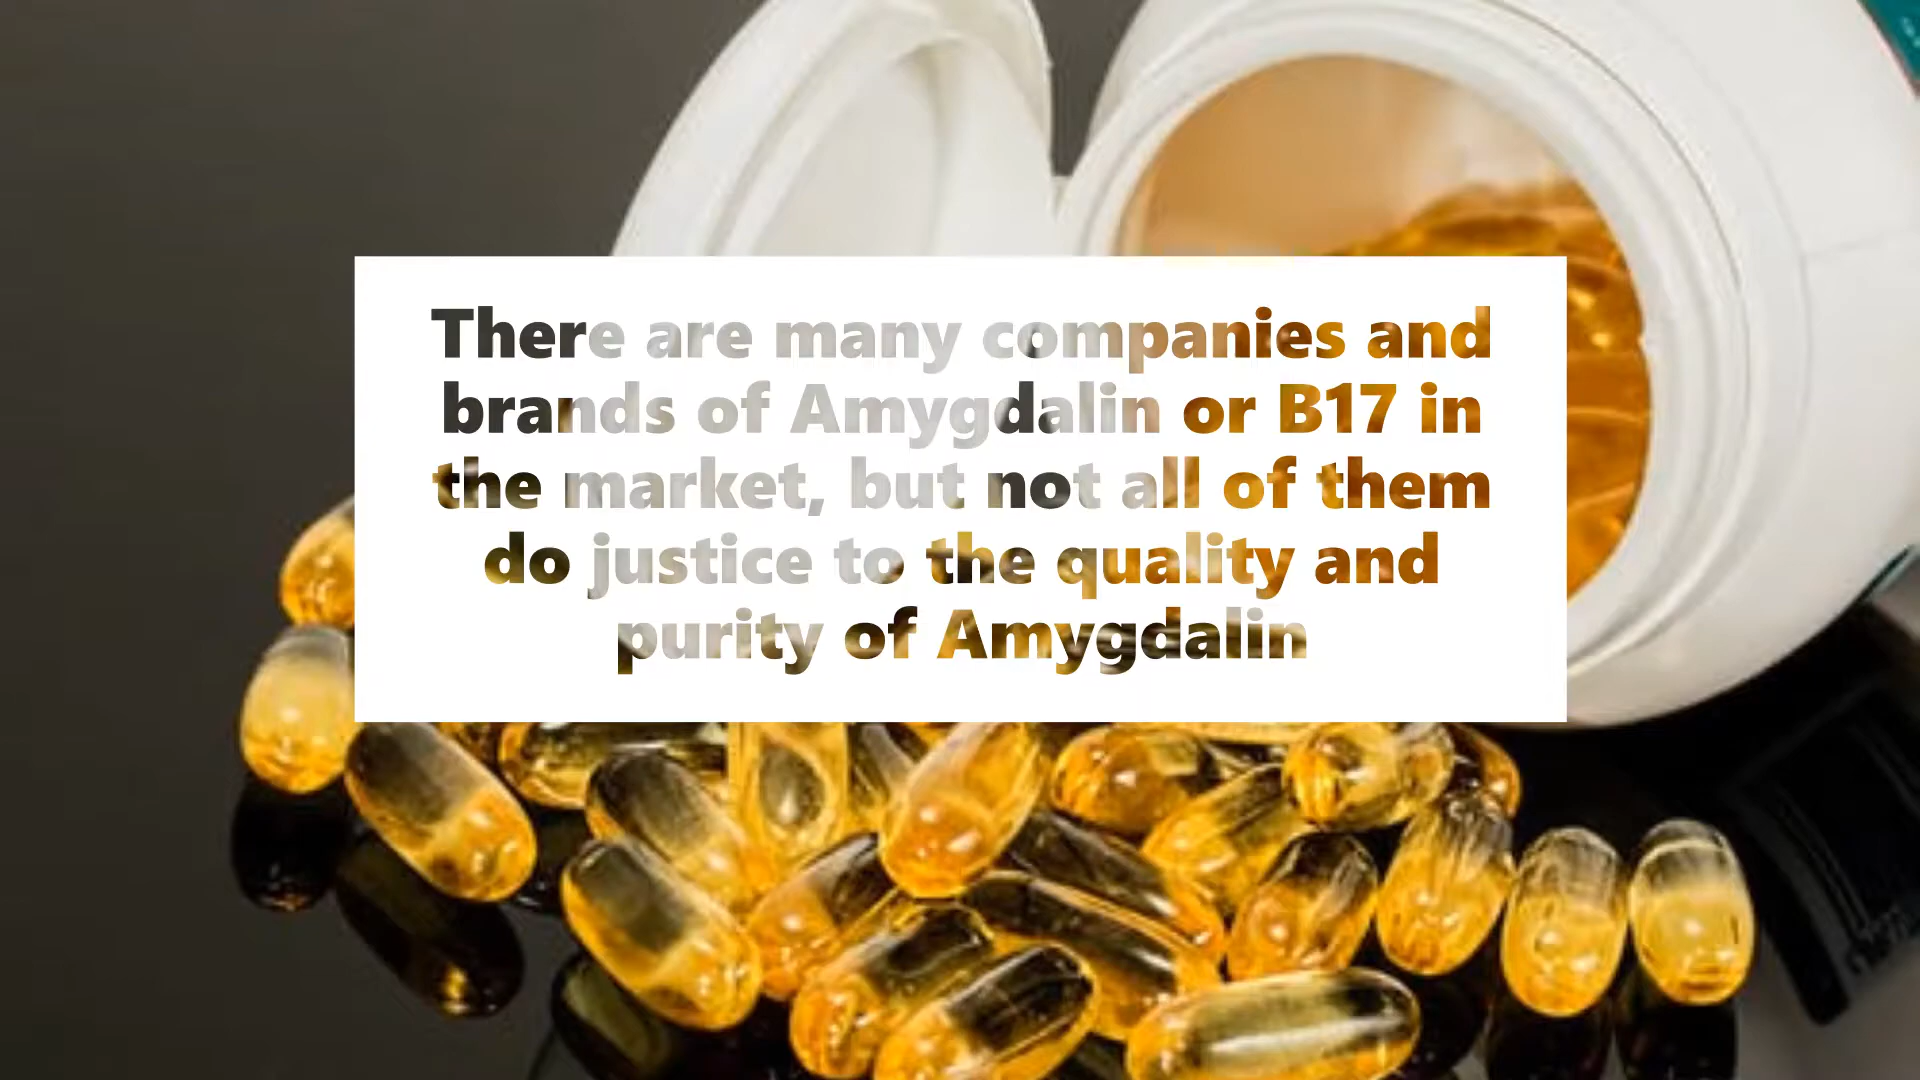 There are many companies and
brands of Amygdalin or B17 in
the market, but not all of them
do justice to the quality and
purity of Amygdalin